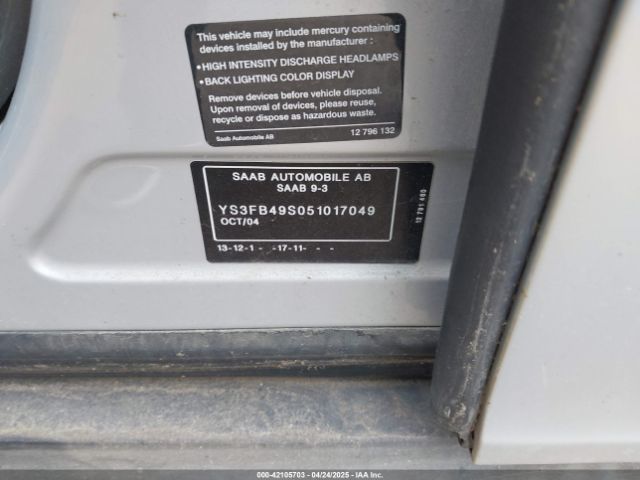 This vehicle may include mercury containing
devices installed by the manufacturer :
• HIGH INTENSITY DISCHARGE HEADLAMPS
• BACK LIGHTING COLOR DISPLAY
Remove devices before vehicle disposal.
Upon removal of devices, please reuse,
recycle or dispose as hazardous waste.
Saab Automobile AB 12 796 132
SAAB AUTOMOBILE AB
SAAB 9-3
YS3FB49S051017049
OCT/04
13-12-1 - -17-11- - -
12 791 460
000-42105703 - 04/24/2025 - IAA Inc.